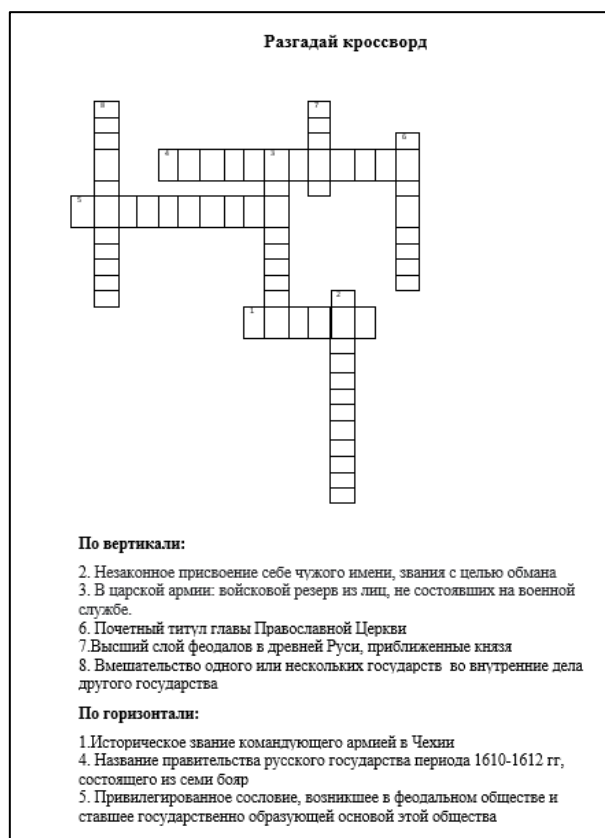 Разгадай кроссворд
8
7
6
4
3
5
2
1
По вертикали:
2. Незаконное присвоение себе чужого имени, звания с целью обмана
3. В царской армии: войсковой резерв из лиц, не состоявших на военной
службе.
6. Почетный титул главы Православной Церкви
7.Высший слой феодалов в древней Руси, приближенные князя
8. Вмешательство одного или нескольких государств во внутренние дела
другого государства
По горизонтали:
1.Историческое звание командующего армией в Чехии
4. Название правительства русского государства периода 1610-1612 гг,
состоящего из семи бояр
5. Привилегированное сословие, возникшее в феодальном обществе и
ставшее государственно образующей основой этой общества